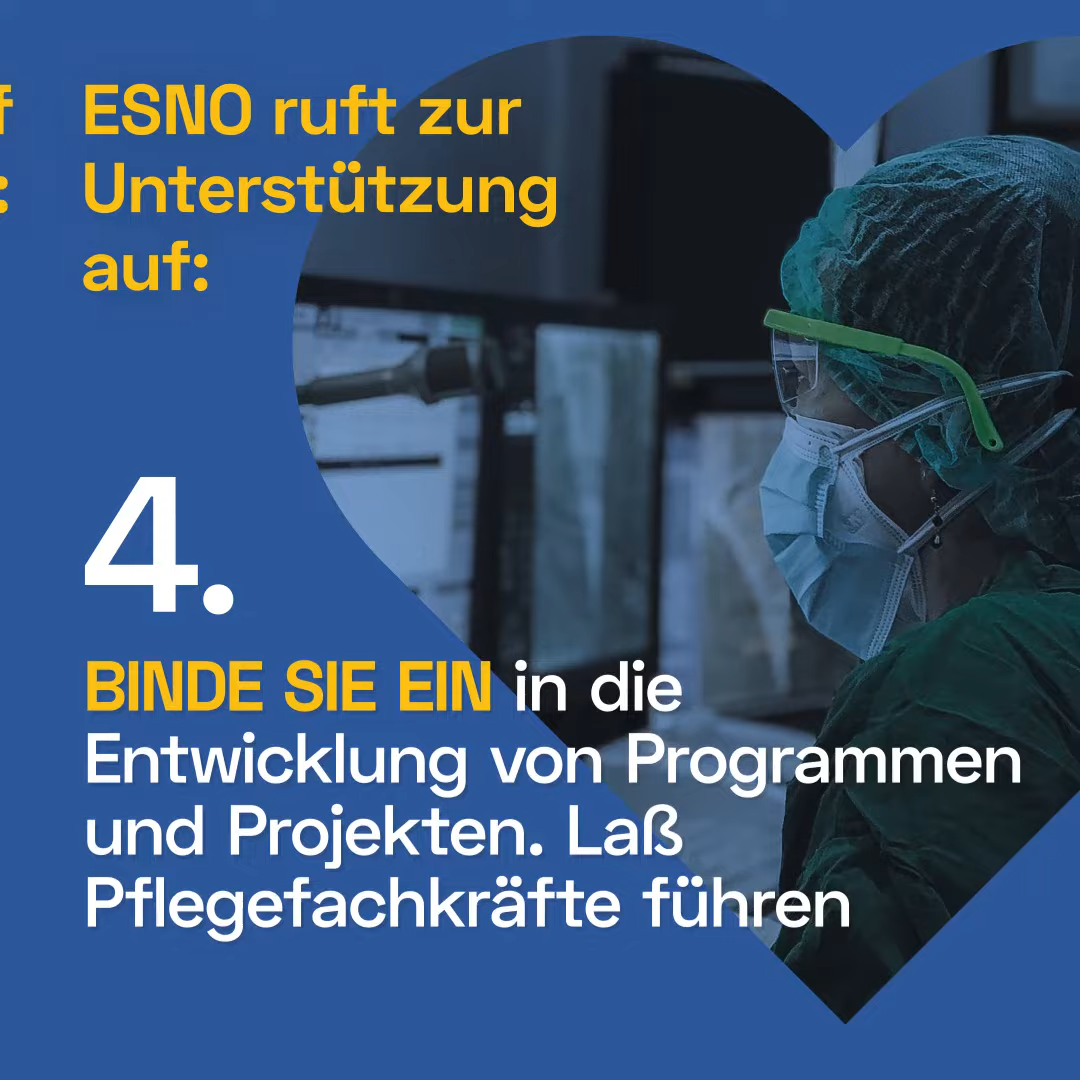 ESNO ruft zur
Unterstützung
auf:
4.
BINDE SIE EIN in die
Entwicklung von Programmen
und Projekten. Laß
Pflegefachkräfte führen